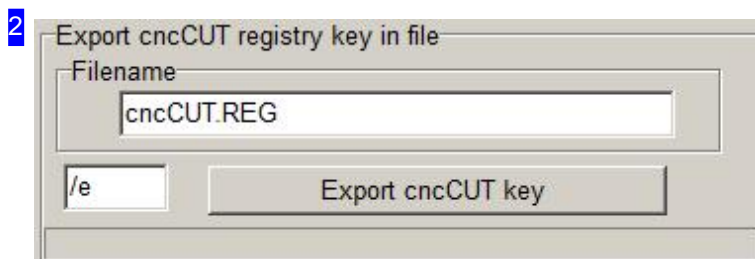 2
Export cncCUT registry key in file
Filename
cncCUT.REG
/e
Export cncCUT key